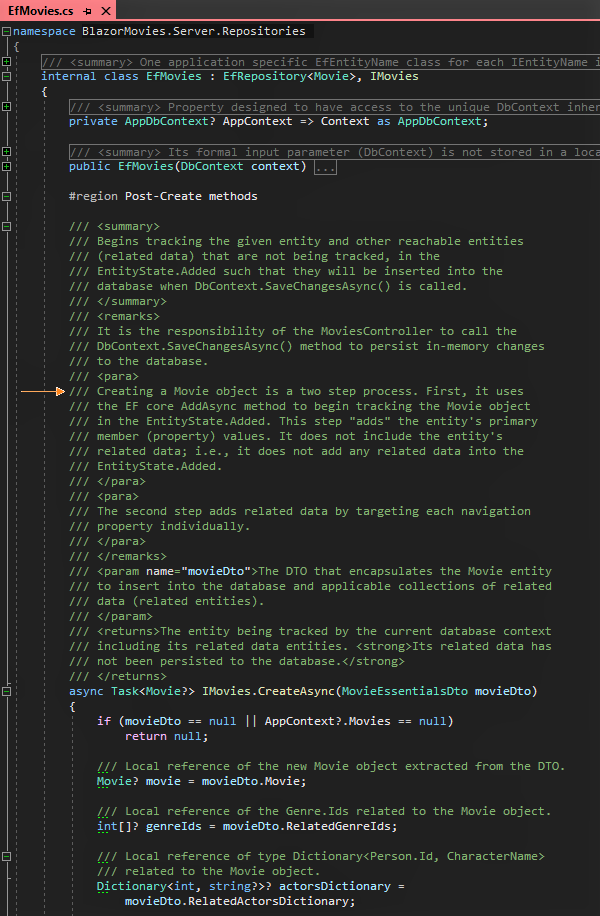 EfMovies.cs
namespace BlazorMovies.Server.Repositories
{
/// <summary> One application specific EfEntityName class for each IEntityName i
internal class EfMovies : EfRepository<Movie>, IMovies
{
/// <summary> Property designed to have access to the unique DbContext inher
private AppDbContext? AppContext => Context as AppDbContext;
/// <summary> Its formal input parameter (DbContext) is not stored in a loca
public EfMovies(DbContext context) ...
#region Post-Create methods
/// <summary>
/// Begins tracking the given entity and other reachable entities
/// (related data) that are not being tracked, in the
/// EntityState.Added such that they will be inserted into the
/// database when DbContext.SaveChangesAsync() is called.
/// </summary>
/// <remarks>
/// It is the responsibility of the MoviesController to call the
/// DbContext.SaveChangesAsync() method to persist in-memory changes
/// to the database.
/// <para>
/// Creating a Movie object is a two step process. First, it uses
/// the EF core AddAsync method to begin tracking the Movie object
/// in the EntityState.Added. This step "adds" the entity's primary
/// member (property) values. It does not include the entity's
/// related data; i.e., it does not add any related data into the
/// EntityState.Added.
/// </para>
/// <para>
/// The second step adds related data by targeting each navigation
/// property individually.
/// </para>
/// </remarks>
/// <param name="movieDto">The DTO that encapsulates the Movie entity
/// to insert into the database and applicable collections of related
/// data (related entities).
/// </param>
/// <returns>The entity being tracked by the current database context
/// including its related data entities. <strong>Its related data has
/// not been persisted to the database.</strong>
/// </returns>
async Task<Movie?> IMovies.CreateAsync(MovieEssentialsDto movieDto)
{
if (movieDto == null || AppContext?.Movies == null)
return null;
/// Local reference of the new Movie object extracted from the DTO.
Movie? movie = movieDto.Movie;
/// Local reference of the Genre.Ids related to the Movie object.
int[]? genreIds = movieDto.RelatedGenreIds;
/// Local reference of type Dictionary<Person.Id, CharacterName>
/// related to the Movie object.
Dictionary<int, string?>? actorsDictionary =
movieDto.RelatedActorsDictionary;